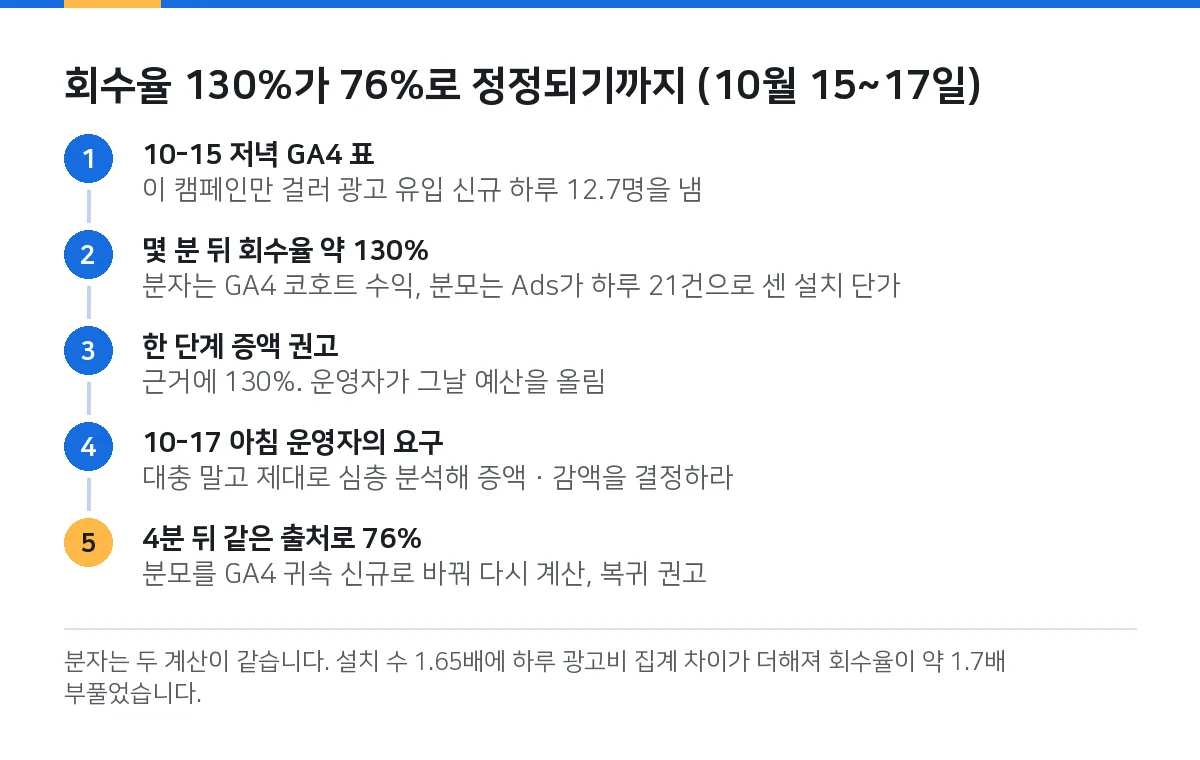 회수율 130%가 76%로 정정되기까지 (10월 15~17일)
1
10-15 저녁 GA4 표
이 캠페인만 걸러 광고 유입 신규 하루 12.7명을 냄
2
몇 분 뒤 회수율 약 130%
분자는 GA4 코호트 수익, 분모는 Ads가 하루 21건으로 센 설치 단가
3
한 단계 증액 권고
근거에 130%. 운영자가 그날 예산을 올림
4
10-17 아침 운영자의 요구
대충 말고 제대로 심층 분석해 증액 · 감액을 결정하라
5
4분 뒤 같은 출처로 76%
분모를 GA4 귀속 신규로 바꿔 다시 계산, 복귀 권고
분자는 두 계산이 같습니다. 설치 수 1.65배에 하루 광고비 집계 차이가 더해져 회수율이 약 1.7배
부풀었습니다.